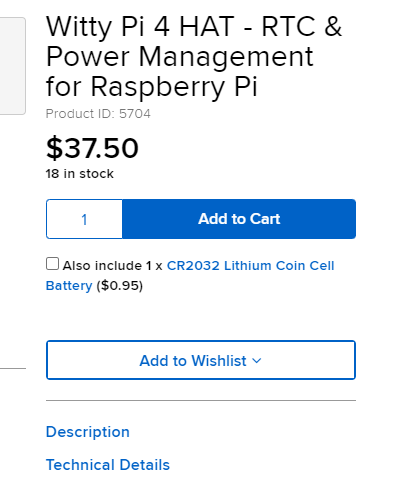 Witty Pi 4 HAT - RTC &
Power Management
for Raspberry Pi
Product ID: 5704
$37.50
18 in stock
1
Add to Cart
Also include 1 x CR2032 Lithium Coin Cell
Battery ($0.95)
Add to Wishlist
Description
Technical Details